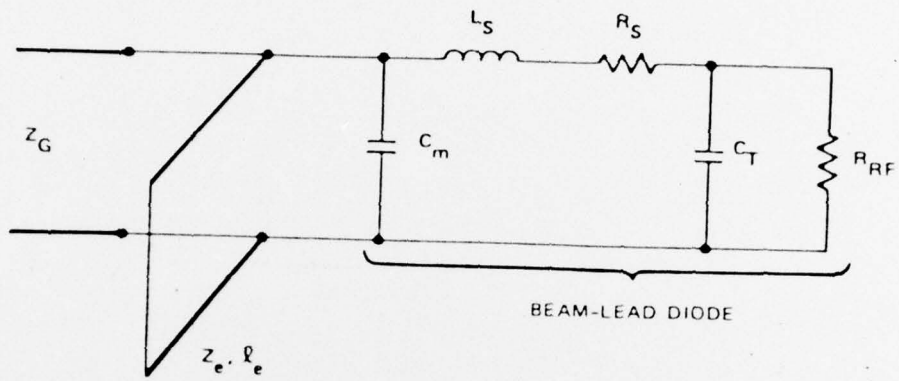 L_S
R_S
Z_G
C_m
C_T
R_RF
BEAM-LEAD DIODE
Z_e, ℓ_e